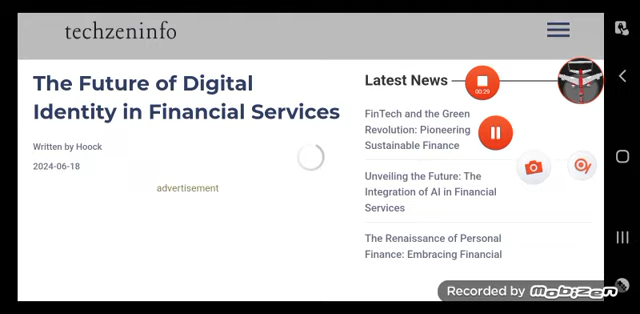 techzeninfo
The Future of Digital
Identity in Financial Services
Written by Hoock
2024-06-18
advertisement
Latest News
00:29
FinTech and the Green
Revolution: Pioneering
Sustainable Finance
Unveiling the Future: The
Integration of AI in Financial
Services
The Renaissance of Personal
Finance: Embracing Financial
Recorded by Mobizen